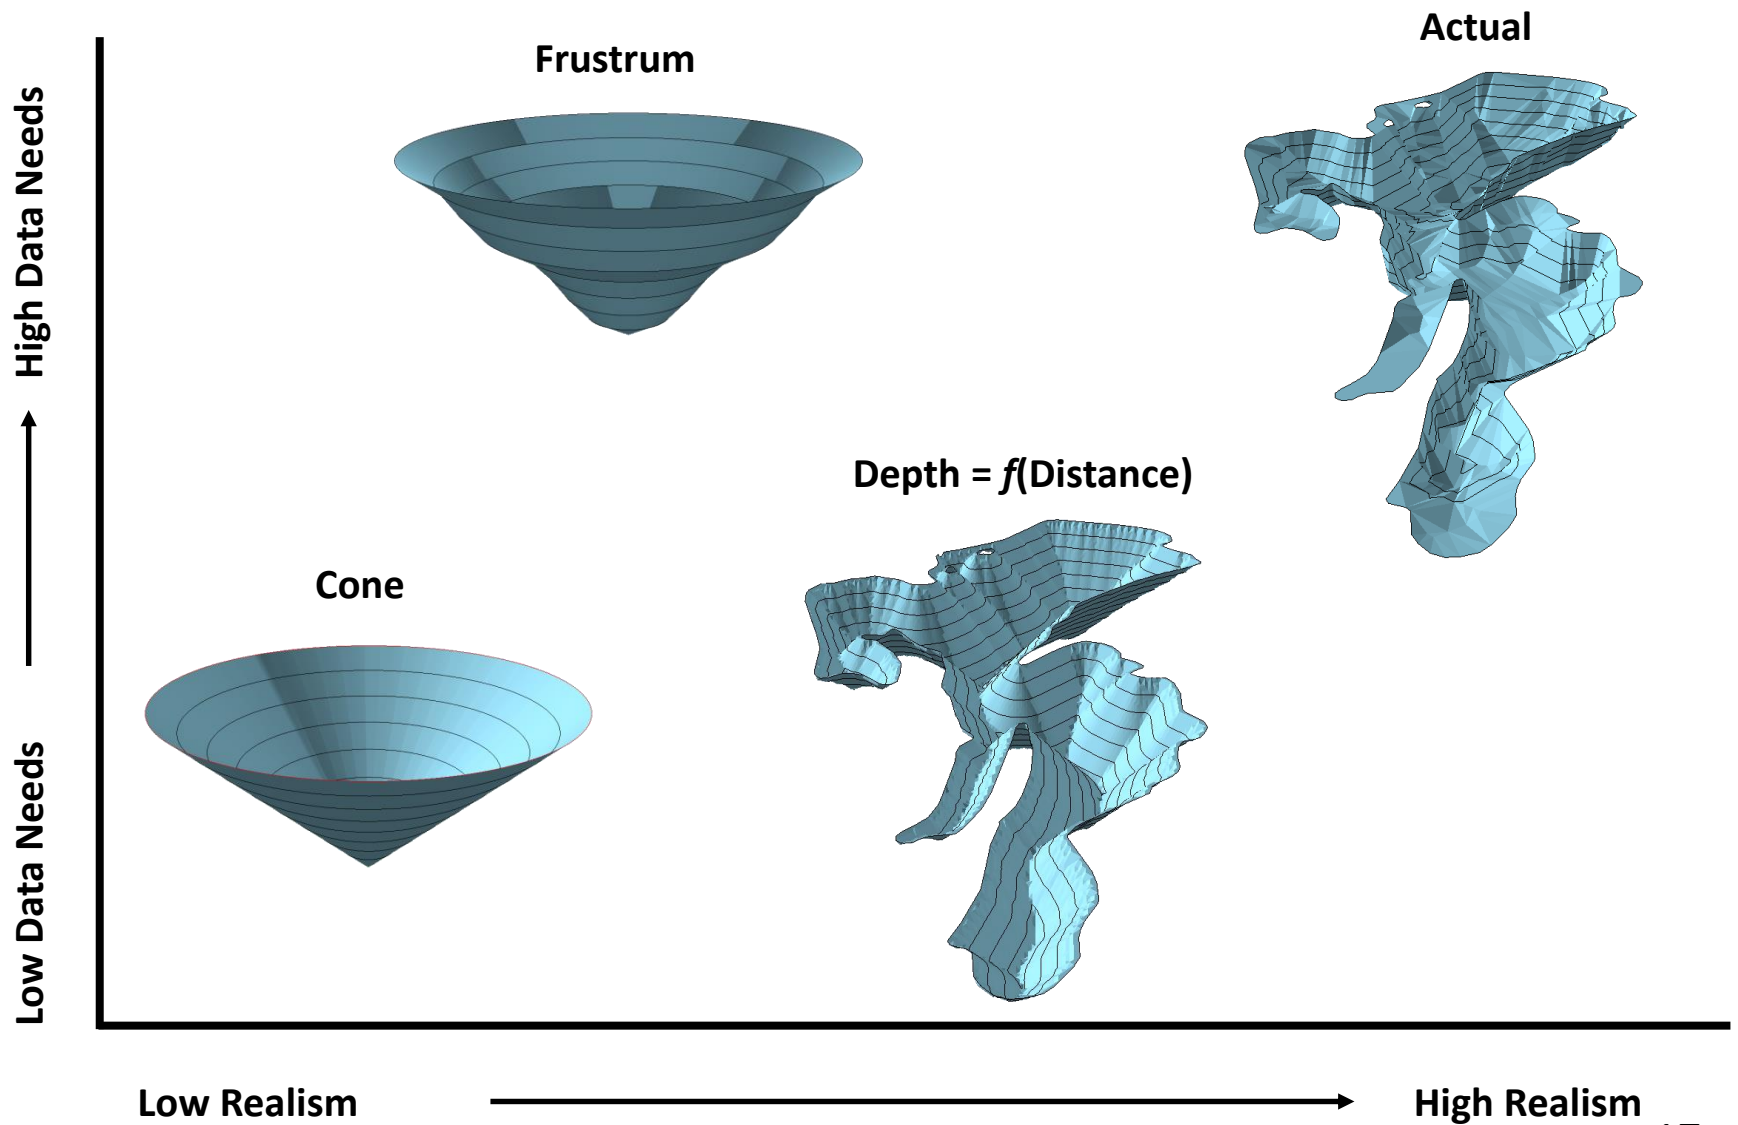 Actual
Frustrum
High Data Needs
Depth = f(Distance)
Cone
Low Data Needs
Low Realism
High Realism